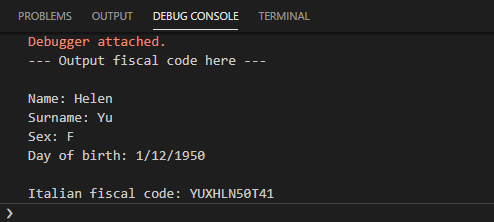 PROBLEMS OUTPUT DEBUG CONSOLE TERMINAL
Debugger attached.
--- Output fiscal code here ---
Name: Helen
Surname: Yu
Sex: F
Day of birth: 1/12/1950
Italian fiscal code: YUXHLN50T41